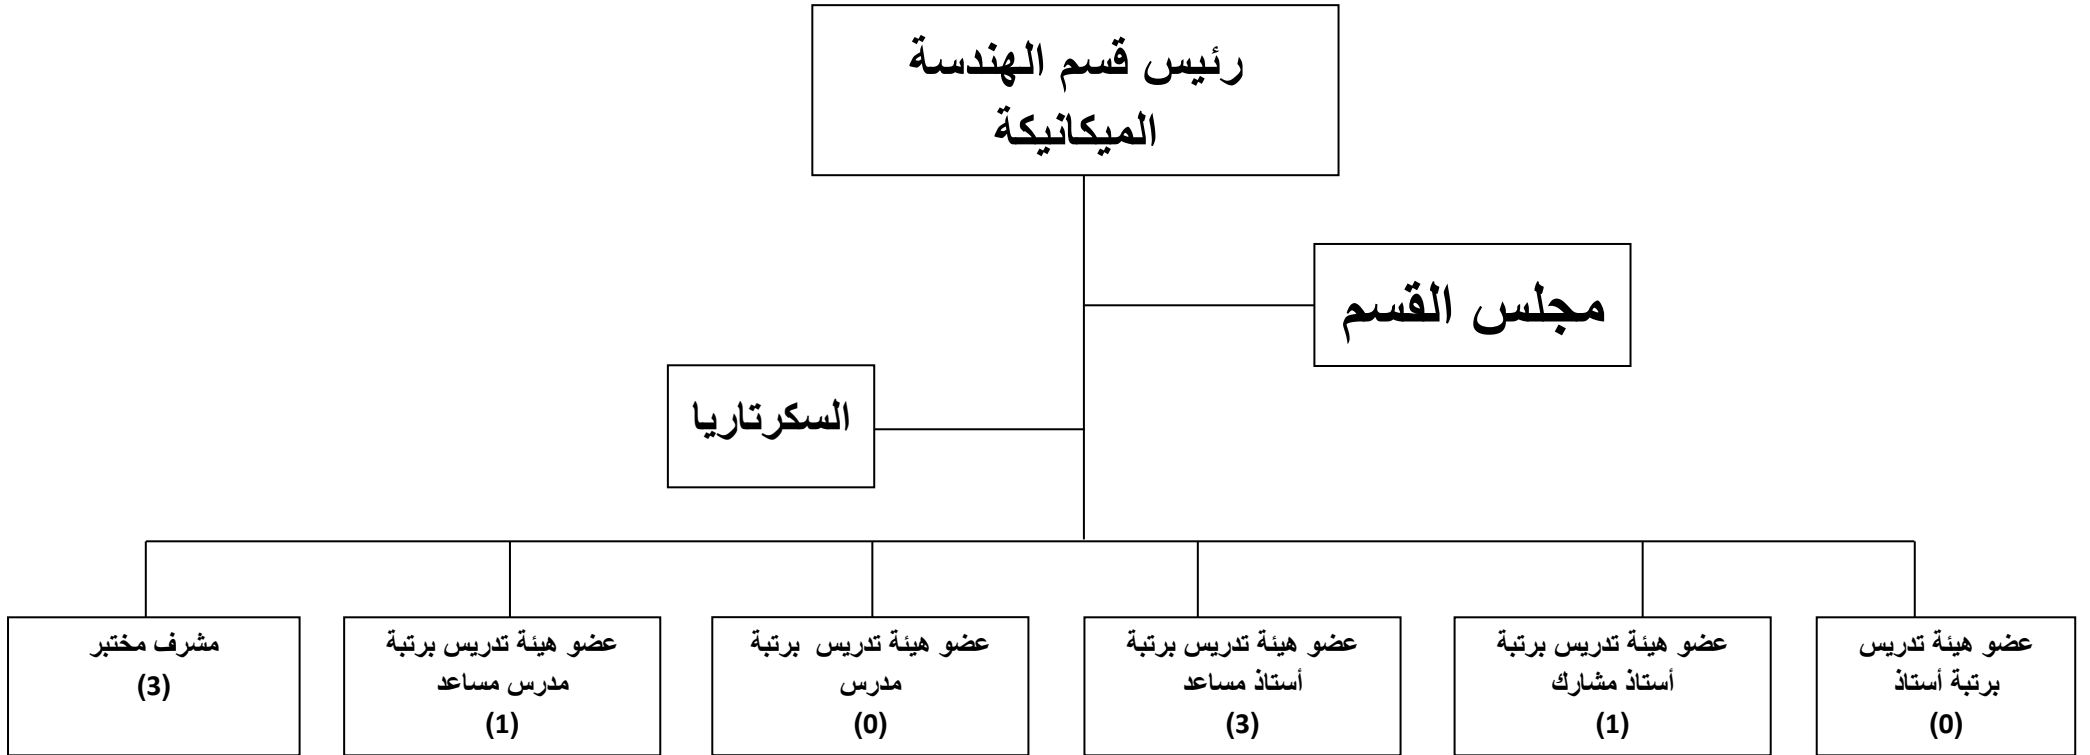 رئيس قسم الهندسة
الميكانيكة
مجلس القسم
السكرتاريا
عضو هيئة تدريس
برتبة أستاذ
(0)
عضو هيئة تدريس برتبة
أستاذ مشارك
(1)
عضو هيئة تدريس برتبة
أستاذ مساعد
(3)
عضو هيئة تدريس برتبة
مدرس
(0)
عضو هيئة تدريس برتبة
مدرس مساعد
(1)
مشرف مختبر
(3)